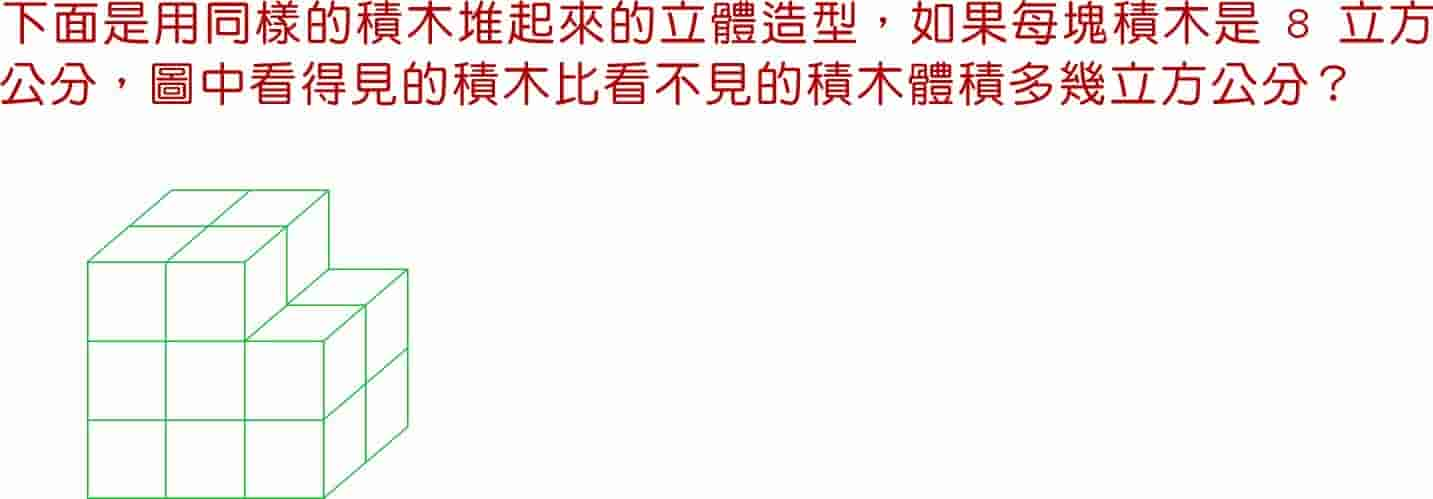 下面是用同樣的積木堆起來的立體造型，如果每塊積木是 8 立方
公分，圖中看得見的積木比看不見的積木體積多幾立方公分？